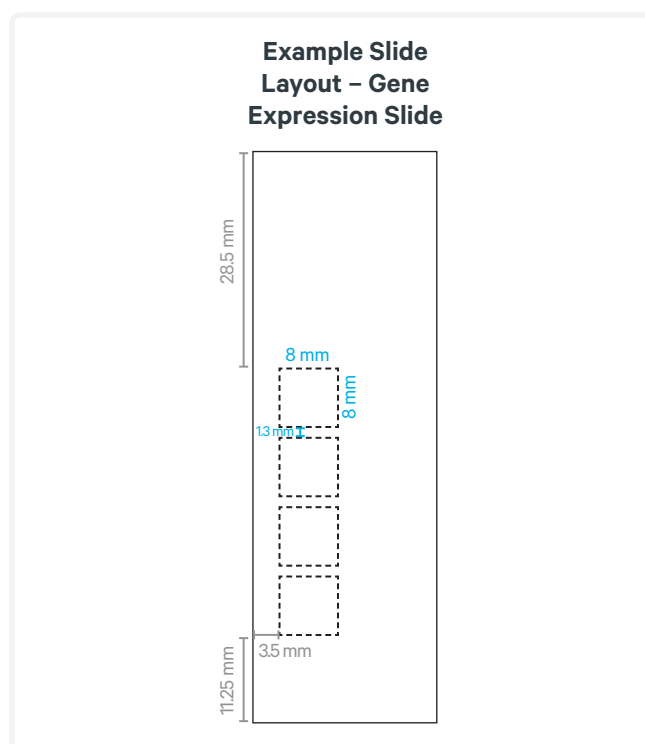 Example Slide
Layout – Gene
Expression Slide
28.5 mm
8 mm
8 mm
1.3 mm
3.5 mm
11.25 mm